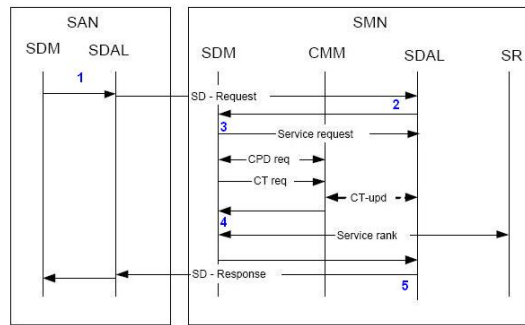 SAN
SMN
SDM
SDAL
SDM
CMM
SDAL
SR
1
SD - Request
2
3
Service request
CPD req
CT req
CT-upd
4
Service rank
SD - Response
5